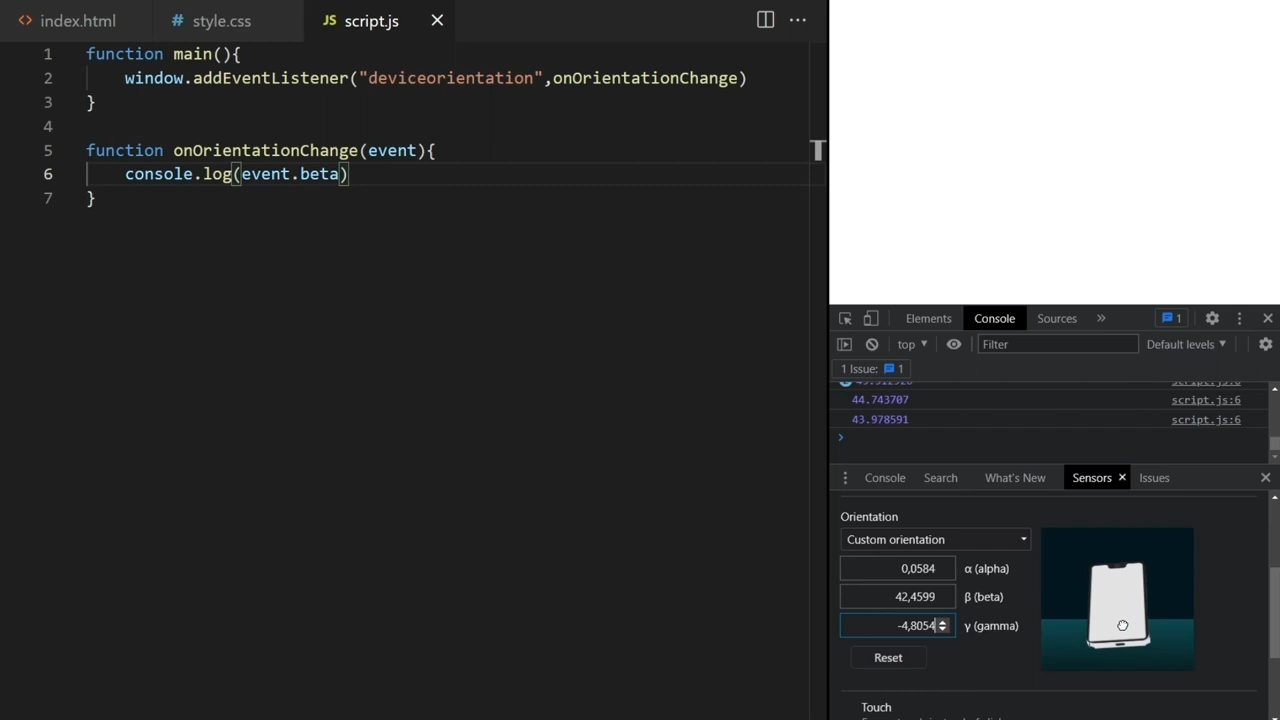 index.html
# style.css
JS script.js
1 function main(){
2 window.addEventListener("deviceorientation",onOrientationChange)
3 }
4
5 function onOrientationChange(event){
6 console.log(event.beta)
7 }
Elements Console Sources 1
top Filter Default levels
1 Issue: 1
script.js:6
44.743707 script.js:6
43.978591 script.js:6
Console Search What's New Sensors Issues
Orientation
Custom orientation
0,0584 α (alpha)
42,4599 β (beta)
-4,8054 γ (gamma)
Reset
Touch